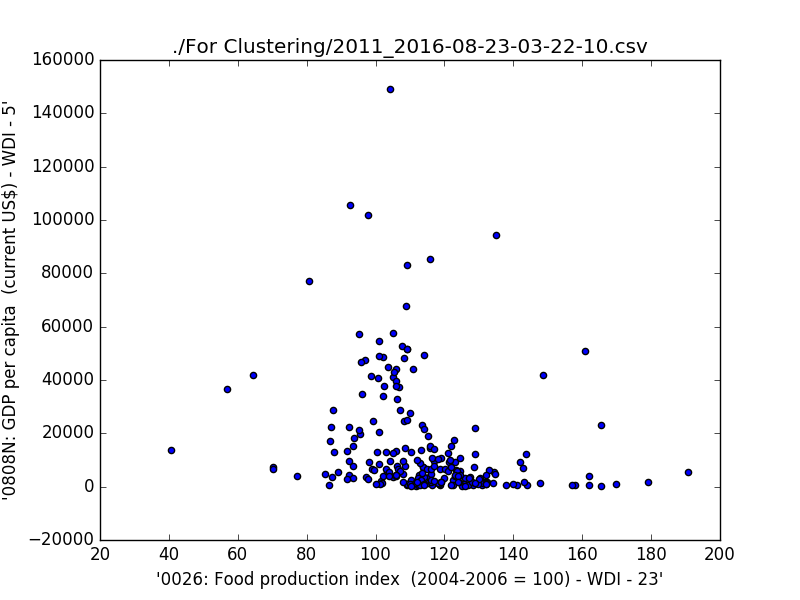 ./For Clustering/2011_2016-08-23-03-22-10.csv
160000
140000
120000
100000
80000
60000
40000
20000
0
−20000
20 40 60 80 100 120 140 160 180 200
'0808N: GDP per capita  (current US$) - WDI - 5'
'0026: Food production index  (2004-2006 = 100) - WDI - 23'